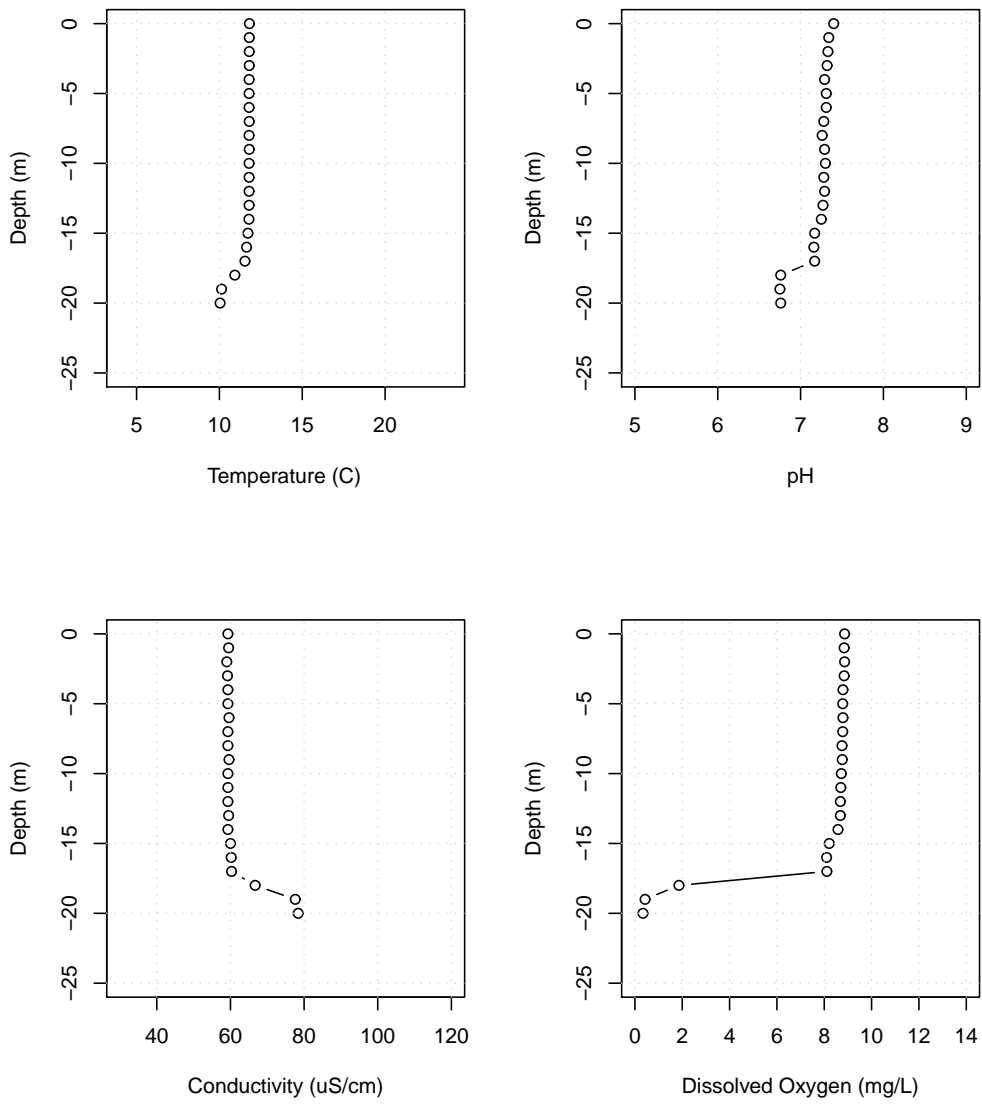 0
−5
−10
−15
−20
−25
Depth (m)
5 10 15 20
Temperature (C)
0
−5
−10
−15
−20
−25
Depth (m)
5 6 7 8 9
pH
0
−5
−10
−15
−20
−25
Depth (m)
40 60 80 100 120
Conductivity (uS/cm)
0
−5
−10
−15
−20
−25
Depth (m)
0 2 4 6 8 10 12 14
Dissolved Oxygen (mg/L)